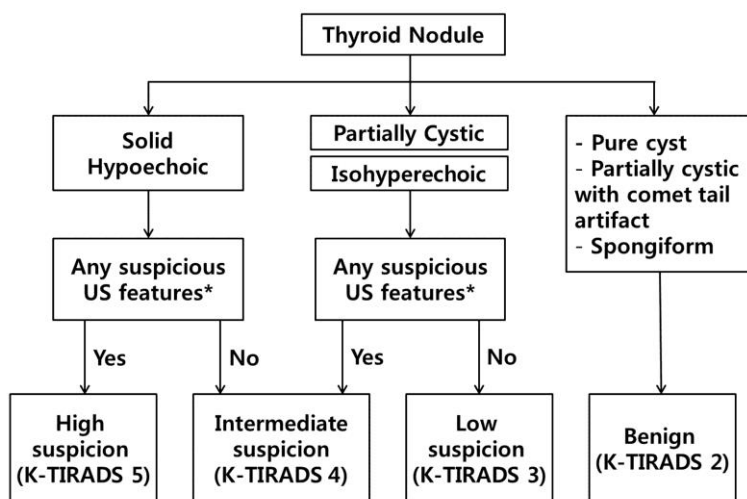 Thyroid Nodule
Solid
Hypoechoic
Partially Cystic
Isohyperechoic
- Pure cyst
- Partially cystic
with comet tail
artifact
- Spongiform
Any suspicious
US features*
Any suspicious
US features*
Yes
No
Yes
No
High
suspicion
(K-TIRADS 5)
Intermediate
suspicion
(K-TIRADS 4)
Low
suspicion
(K-TIRADS 3)
Benign
(K-TIRADS 2)